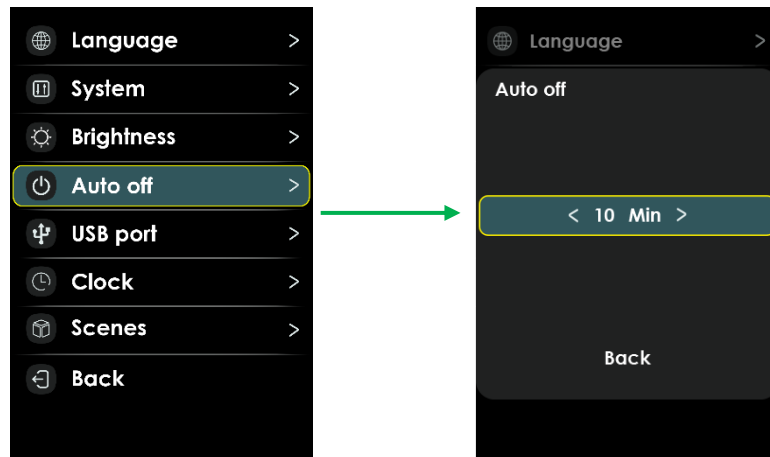 Language >
System >
Brightness >
Auto off >
USB port >
Clock >
Scenes >
Back
Language >
Auto off
< 10 Min >
Back